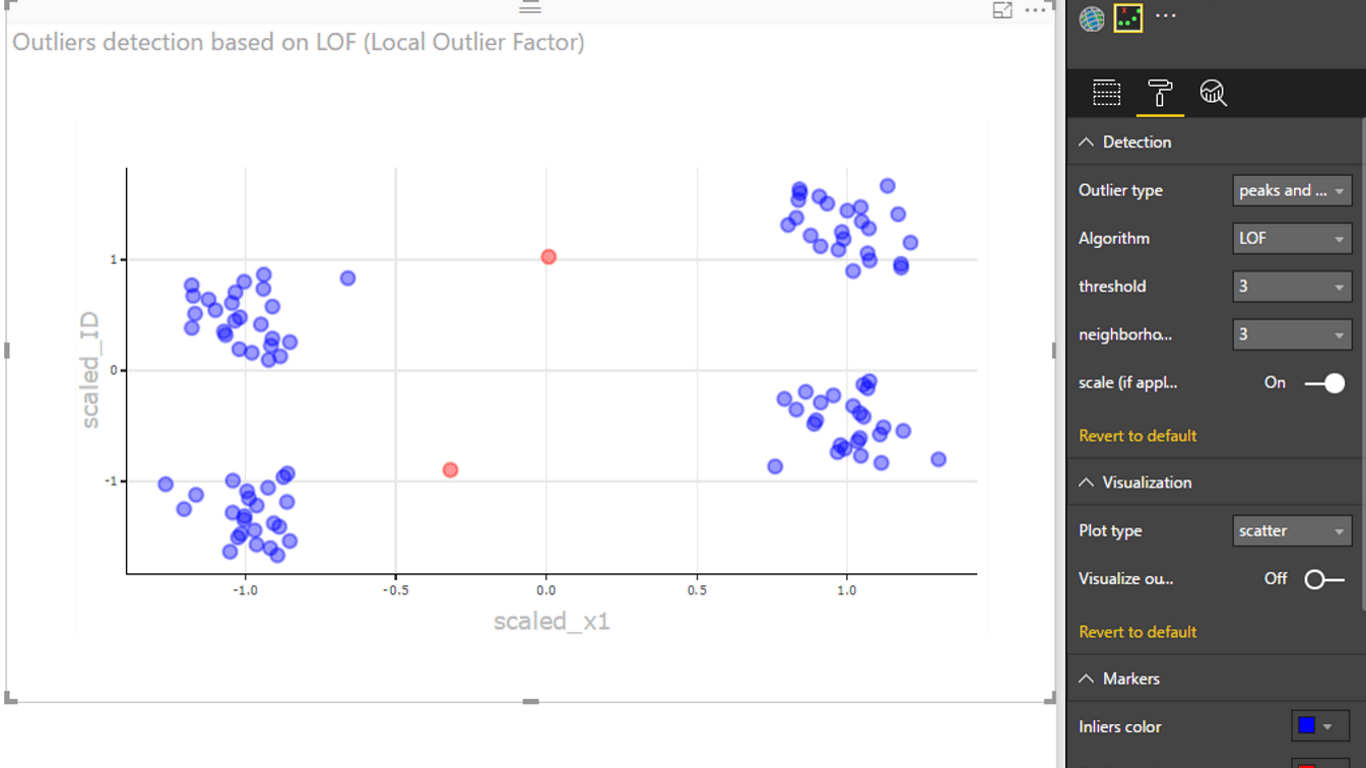 Outliers detection based on LOF (Local Outlier Factor)
1
0
-1
scaled_ID
-1.0 -0.5 0.0 0.5 1.0
scaled_x1
Detection
Outlier type peaks and ...
Algorithm LOF
threshold 3
neighborho... 3
scale (if appl... On
Revert to default
Visualization
Plot type scatter
Visualize ou... Off
Revert to default
Markers
Inliers color